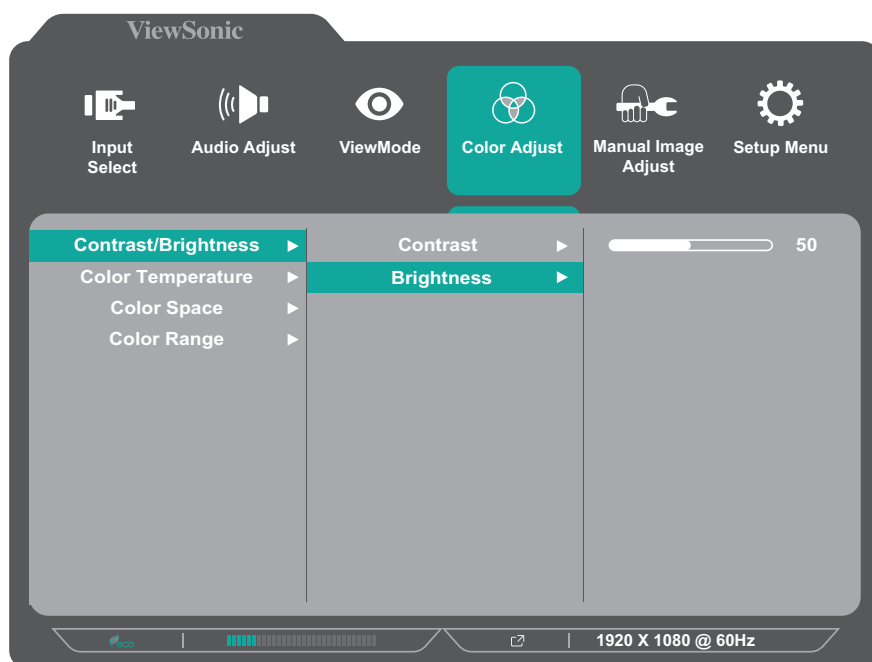 ViewSonic
Input
Select
Audio Adjust
ViewMode
Color Adjust
Manual Image
Adjust
Setup Menu
Contrast/Brightness
Contrast
50
Color Temperature
Brightness
Color Space
Color Range
eco
1920 X 1080 @ 60Hz